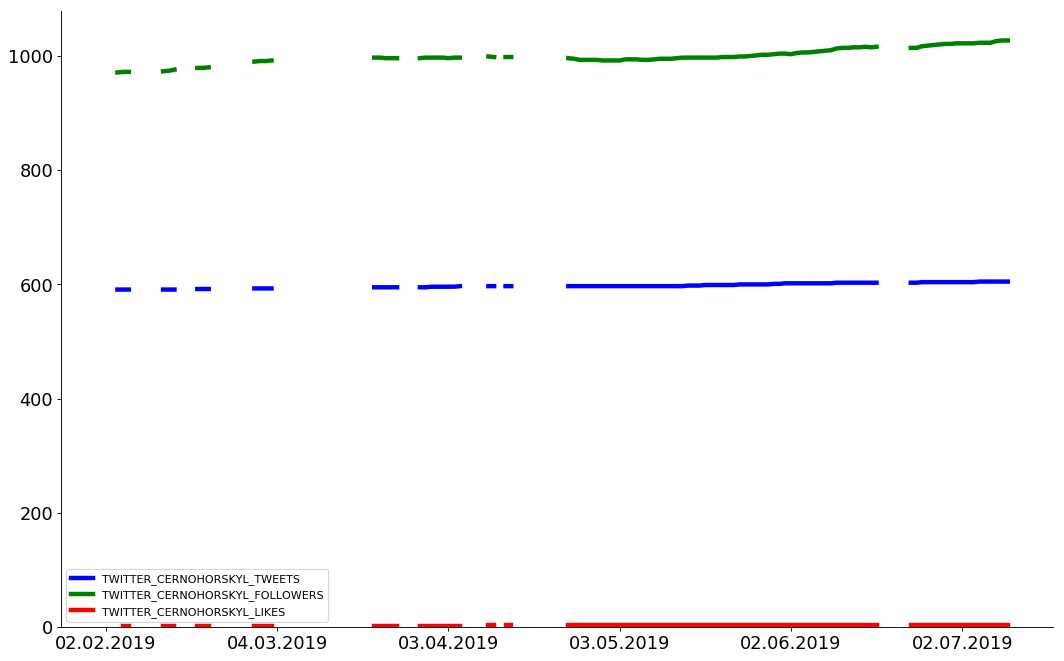 1000
800
600
400
200
0
TWITTER_CERNOHORSKYL_TWEETS
TWITTER_CERNOHORSKYL_FOLLOWERS
TWITTER_CERNOHORSKYL_LIKES
02.02.2019 04.03.2019 03.04.2019 03.05.2019 02.06.2019 02.07.2019